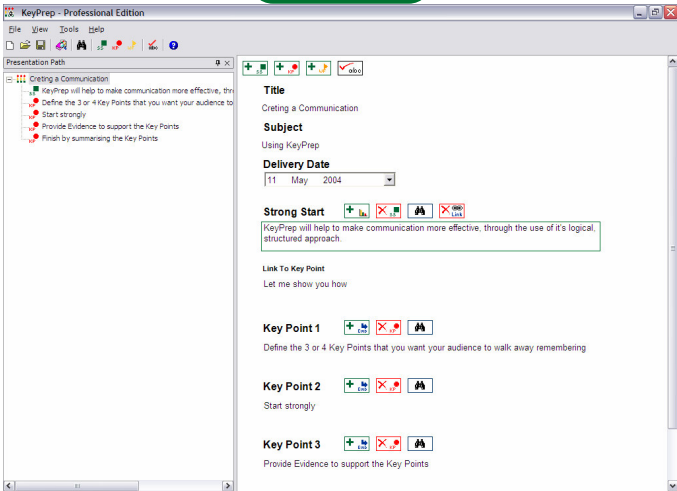 KeyPrep - Professional Edition
File View Tools Help
Presentation Path
Creting a Communication
KeyPrep will help to make communication more effective, thr
Define the 3 or 4 Key Points that you want your audience to
Start strongly
Provide Evidence to support the Key Points
Finish by summarising the Key Points
Title
Creting a Communication
Subject
Using KeyPrep
Delivery Date
11 May 2004
Strong Start
Link
KeyPrep will help to make communication more effective, through the use of it's logical,
structured approach.
Link To Key Point
Let me show you how
Key Point 1
Define the 3 or 4 Key Points that you want your audience to walk away remembering
Key Point 2
Start strongly
Key Point 3
Provide Evidence to support the Key Points